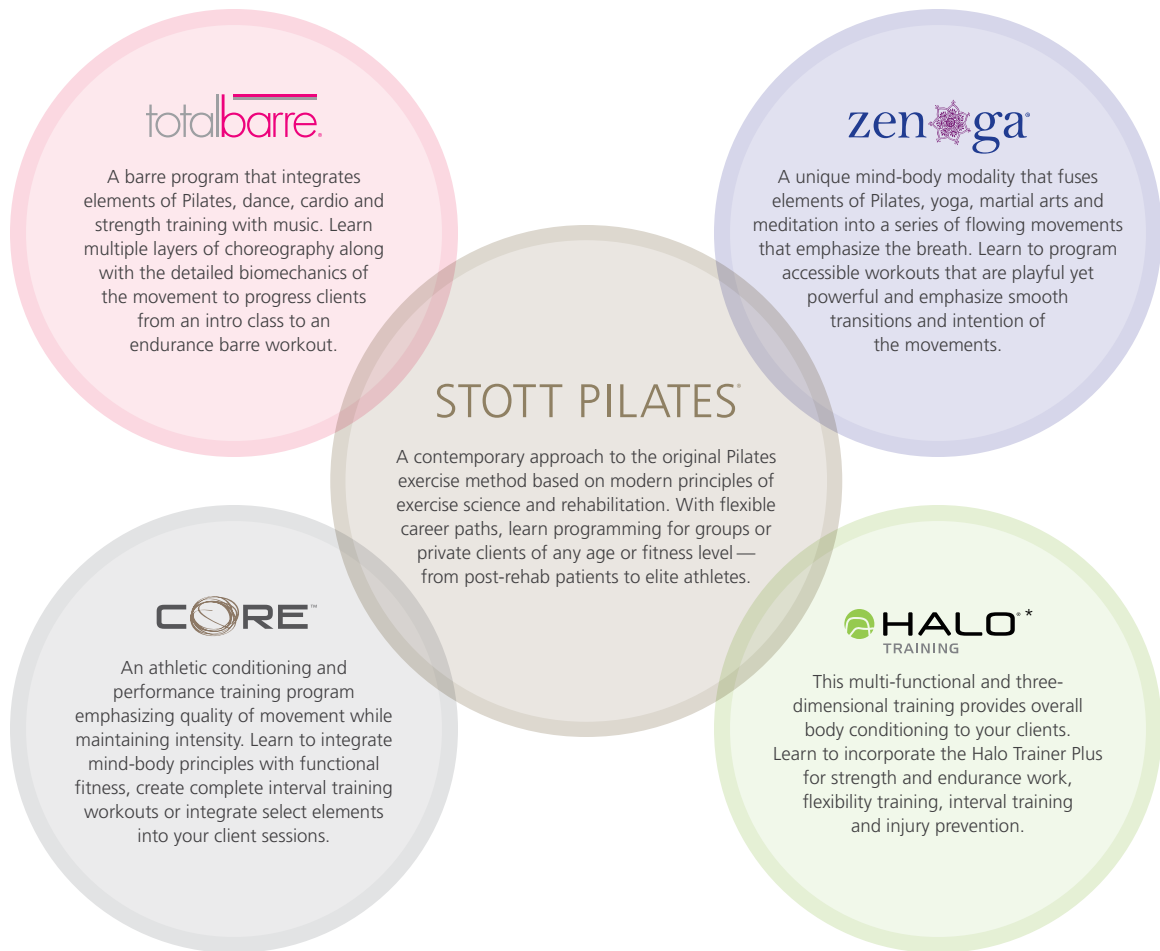 totalbarre®
A barre program that integrates
elements of Pilates, dance, cardio and
strength training with music. Learn
multiple layers of choreography along
with the detailed biomechanics of
the movement to progress clients
from an intro class to an
endurance barre workout.
zenga®
A unique mind-body modality that fuses
elements of Pilates, yoga, martial arts and
meditation into a series of flowing movements
that emphasize the breath. Learn to program
accessible workouts that are playful yet
powerful and emphasize smooth
transitions and intention of
the movements.
STOTT PILATES®
A contemporary approach to the original Pilates
exercise method based on modern principles of
exercise science and rehabilitation. With flexible
career paths, learn programming for groups or
private clients of any age or fitness level —
from post-rehab patients to elite athletes.
CORE™
An athletic conditioning and
performance training program
emphasizing quality of movement while
maintaining intensity. Learn to integrate
mind-body principles with functional
fitness, create complete interval training
workouts or integrate select elements
into your client sessions.
HALO®*
TRAINING
This multi-functional and three-
dimensional training provides overall
body conditioning to your clients.
Learn to incorporate the Halo Trainer Plus
for strength and endurance work,
flexibility training, interval training
and injury prevention.